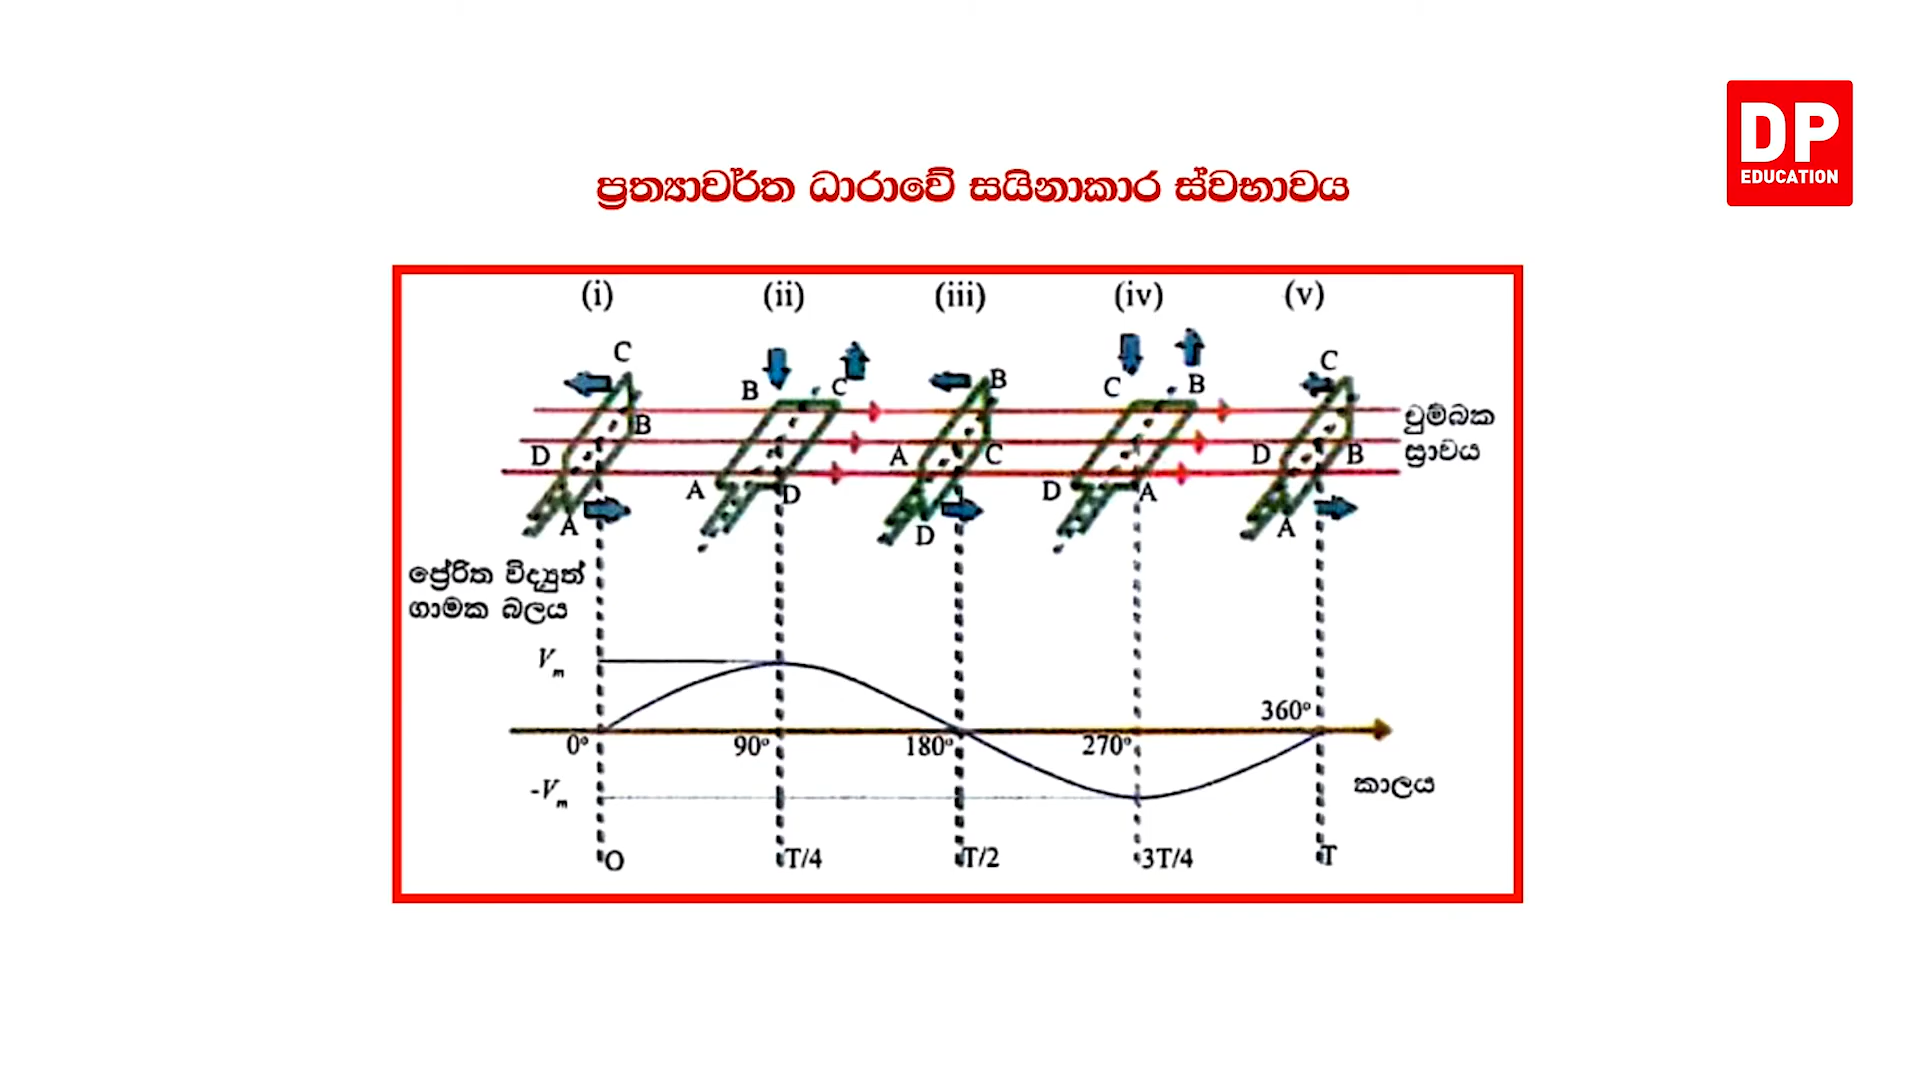 DP
EDUCATION
ප්‍රත්‍යාවර්ත ධාරාවේ සයිනාකාර ස්වභාවය
(i) (ii) (iii) (iv) (v)
C B C B C B C
B D A A D
B C B
A D D A
A D A
චුම්බක
ස්‍රාවය
ප්‍රේරිත විද්‍යුත්
ගාමක බලය
Vm
360°
0° 90° 180° 270°
-Vm
කාලය
O T/4 T/2 3T/4 T